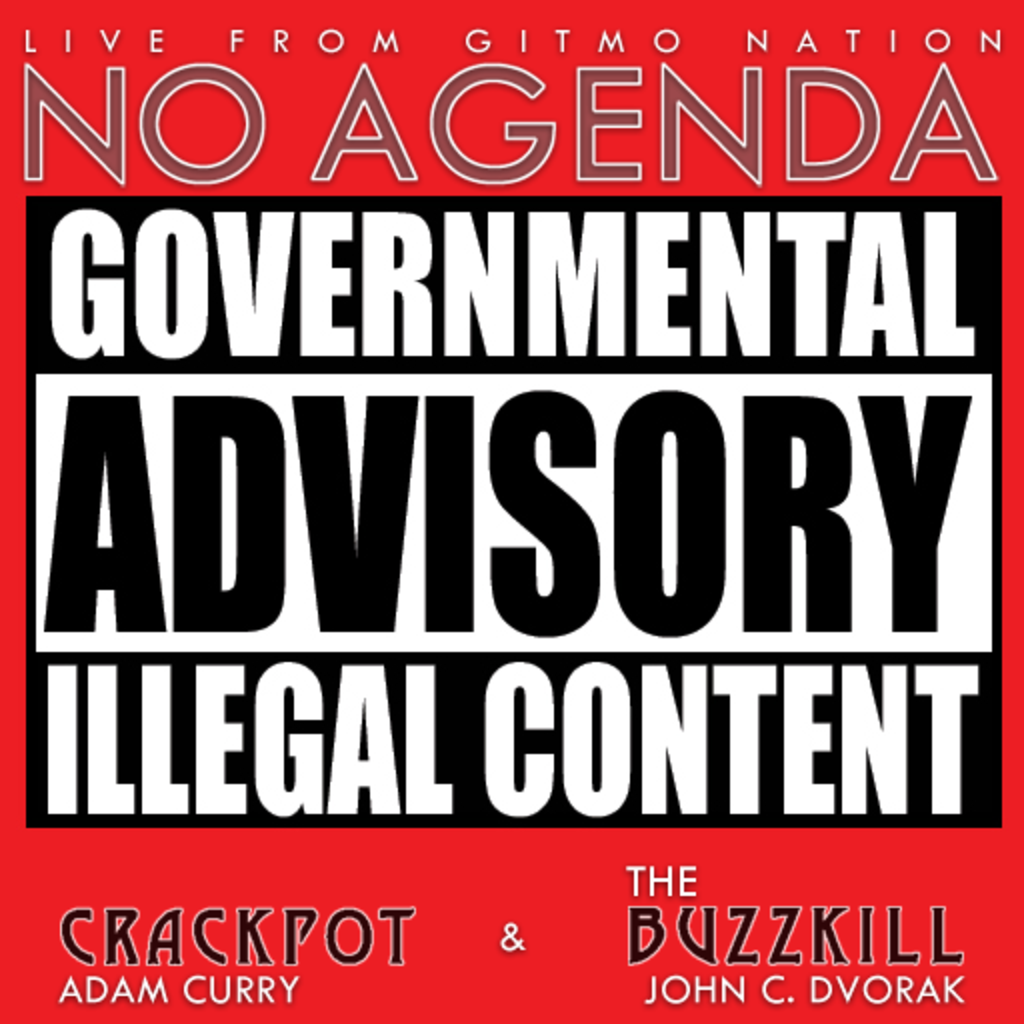 LIVE FROM GITMO NATION
NO AGENDA
GOVERNMENTAL
ADVISORY
ILLEGAL CONTENT
CRACKPOT
ADAM CURRY
&
THE
BUZZKILL
JOHN C. DVORAK